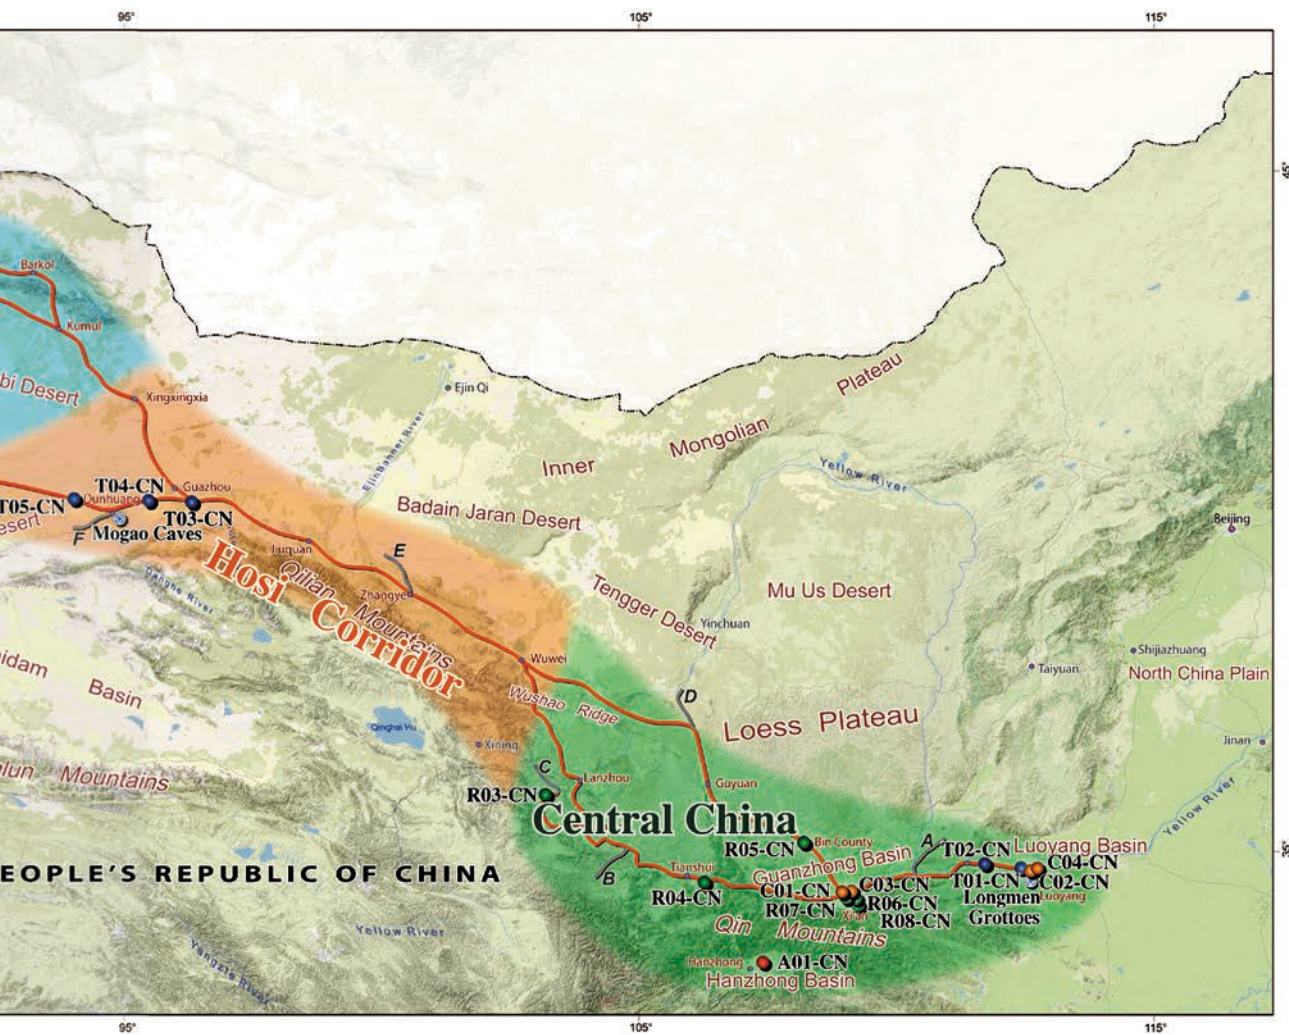 95° 105° 115°
45°
Barkol
Kumul
bi Desert
Xingxingxia
Ejin Qi
Plateau
Mongolian
Inner
EjinBanner River
Yellow River
T04-CN
Guazhou
T05-CN
Dunhuang
T03-CN
esert
F
Mogao Caves
Badain Jaran Desert
Beijing
Luquan
E
Hosi Corridor
Qilian Mountains
Zhangye
Tengger Desert
Mu Us Desert
Yinchuan
Shijiazhuang
Taiyuan
North China Plain
Wuwei
idam Basin
Wushao Ridge
D
Loess Plateau
Qinghai Hu
Xining
Jinan
lun Mountains
C
Lanzhou
Guyuan
R03-CN
Central China
Yellow River
Bin County
R05-CN
A
T02-CN
Luoyang Basin
35°
Guanzhong Basin
C04-CN
EOPLE'S REPUBLIC OF CHINA
B
Tianshui
R04-CN
C01-CN
C03-CN
T01-CN
C02-CN
R07-CN
R06-CN
Longmen
Grottoes
Luoyang
Xi'an
R08-CN
Qin Mountains
Yellow River
Yangzte River
Hanzhong
A01-CN
Hanzhong Basin
95° 105° 115°